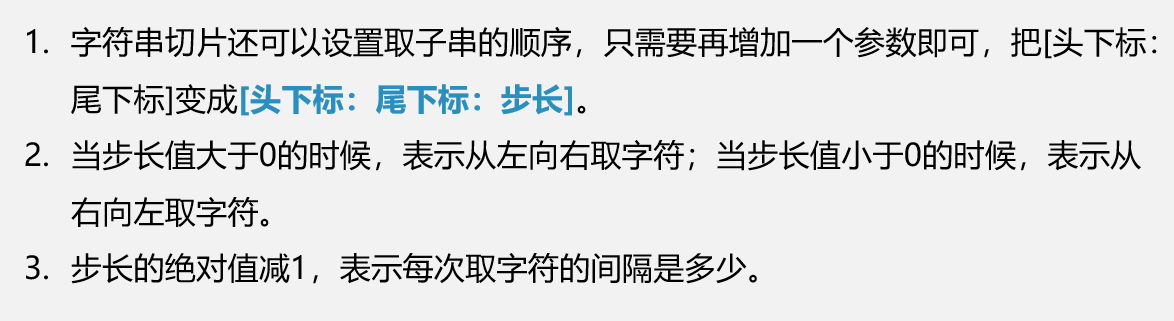 1. 字符串切片还可以设置取子串的顺序，只需要再增加一个参数即可，把[头下标：
尾下标]变成[头下标：尾下标：步长]。
2. 当步长值大于0的时候，表示从左向右取字符；当步长值小于0的时候，表示从
右向左取字符。
3. 步长的绝对值减1，表示每次取字符的间隔是多少。